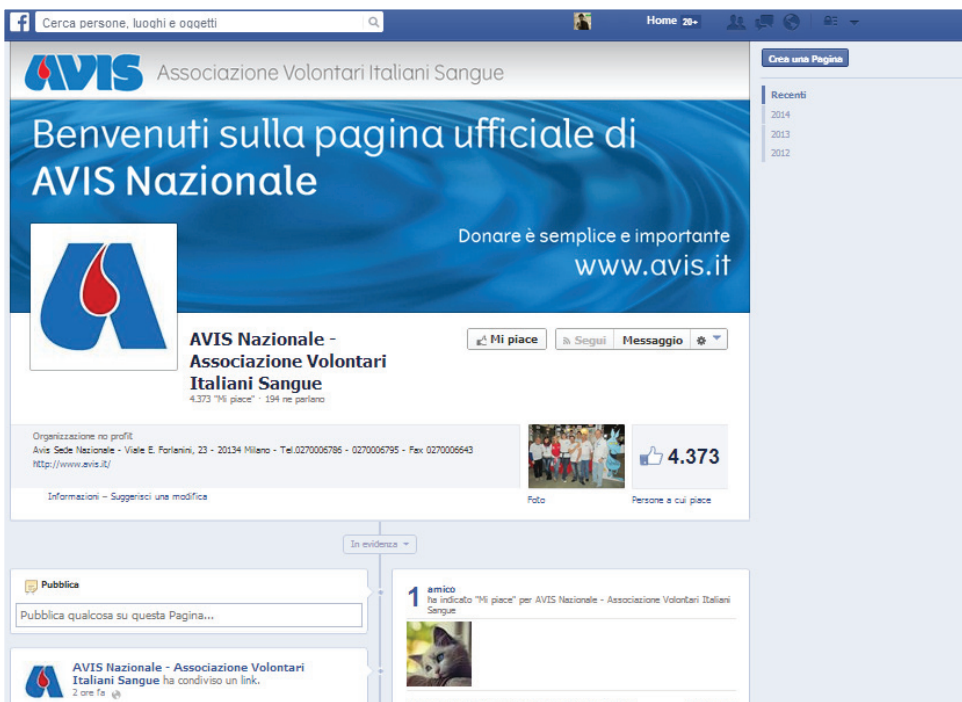 Cerca persone, luoghi e oggetti
Home 20+
AVIS Associazione Volontari Italiani Sangue
Benvenuti sulla pagina ufficiale di
AVIS Nazionale
Donare è semplice e importante
www.avis.it
Crea una Pagina
Recenti
2014
2013
2012
AVIS Nazionale -
Associazione Volontari
Italiani Sangue
4.373 "Mi piace" · 194 ne parlano
Mi piace
Segui
Messaggio
Organizzazione no profit
Avis Sede Nazionale - Viale E. Forlanini, 23 - 20134 Milano - Tel.0270006786 - 0270006795 - Fax 0270006643
http://www.avis.it/
Informazioni – Suggerisci una modifica
Foto
4.373
Persone a cui piace
In evidenza
Pubblica
Pubblica qualcosa su questa Pagina...
AVIS Nazionale - Associazione Volontari
Italiani Sangue ha condiviso un link.
2 ore fa
1 amico
ha indicato "Mi piace" per AVIS Nazionale - Associazione Volontari Italiani
Sangue